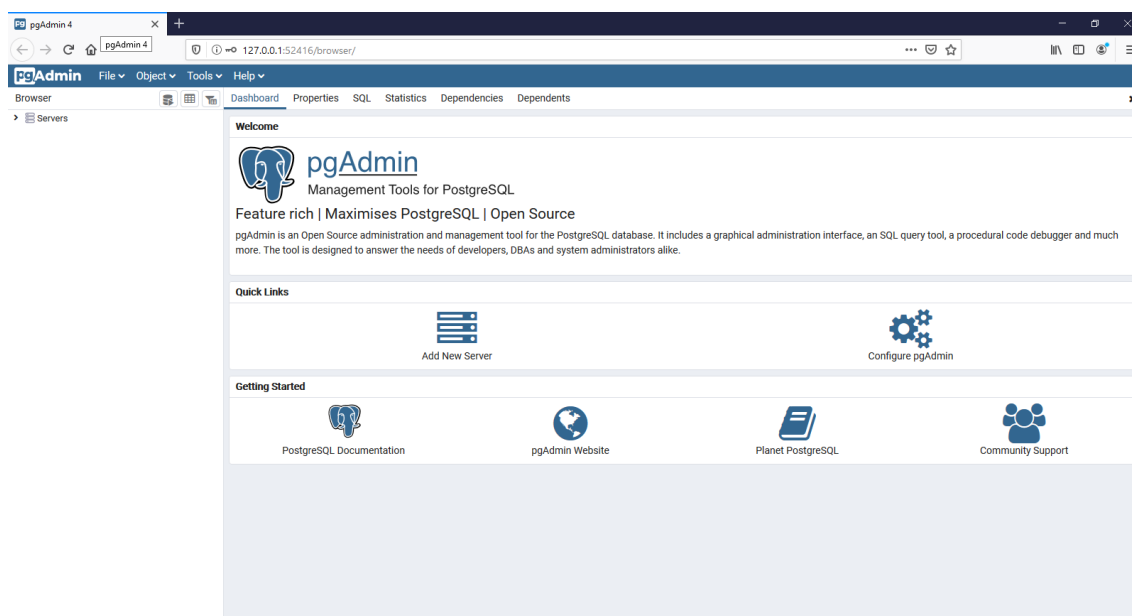 pgAdmin 4
pgAdmin 4
127.0.0.1:52416/browser/
pgAdmin File Object Tools Help
Browser
Dashboard Properties SQL Statistics Dependencies Dependents
Servers
Welcome
pgAdmin
Management Tools for PostgreSQL
Feature rich | Maximises PostgreSQL | Open Source
pgAdmin is an Open Source administration and management tool for the PostgreSQL database. It includes a graphical administration interface, an SQL query tool, a procedural code debugger and much
more. The tool is designed to answer the needs of developers, DBAs and system administrators alike.
Quick Links
Add New Server
Configure pgAdmin
Getting Started
PostgreSQL Documentation
pgAdmin Website
Planet PostgreSQL
Community Support